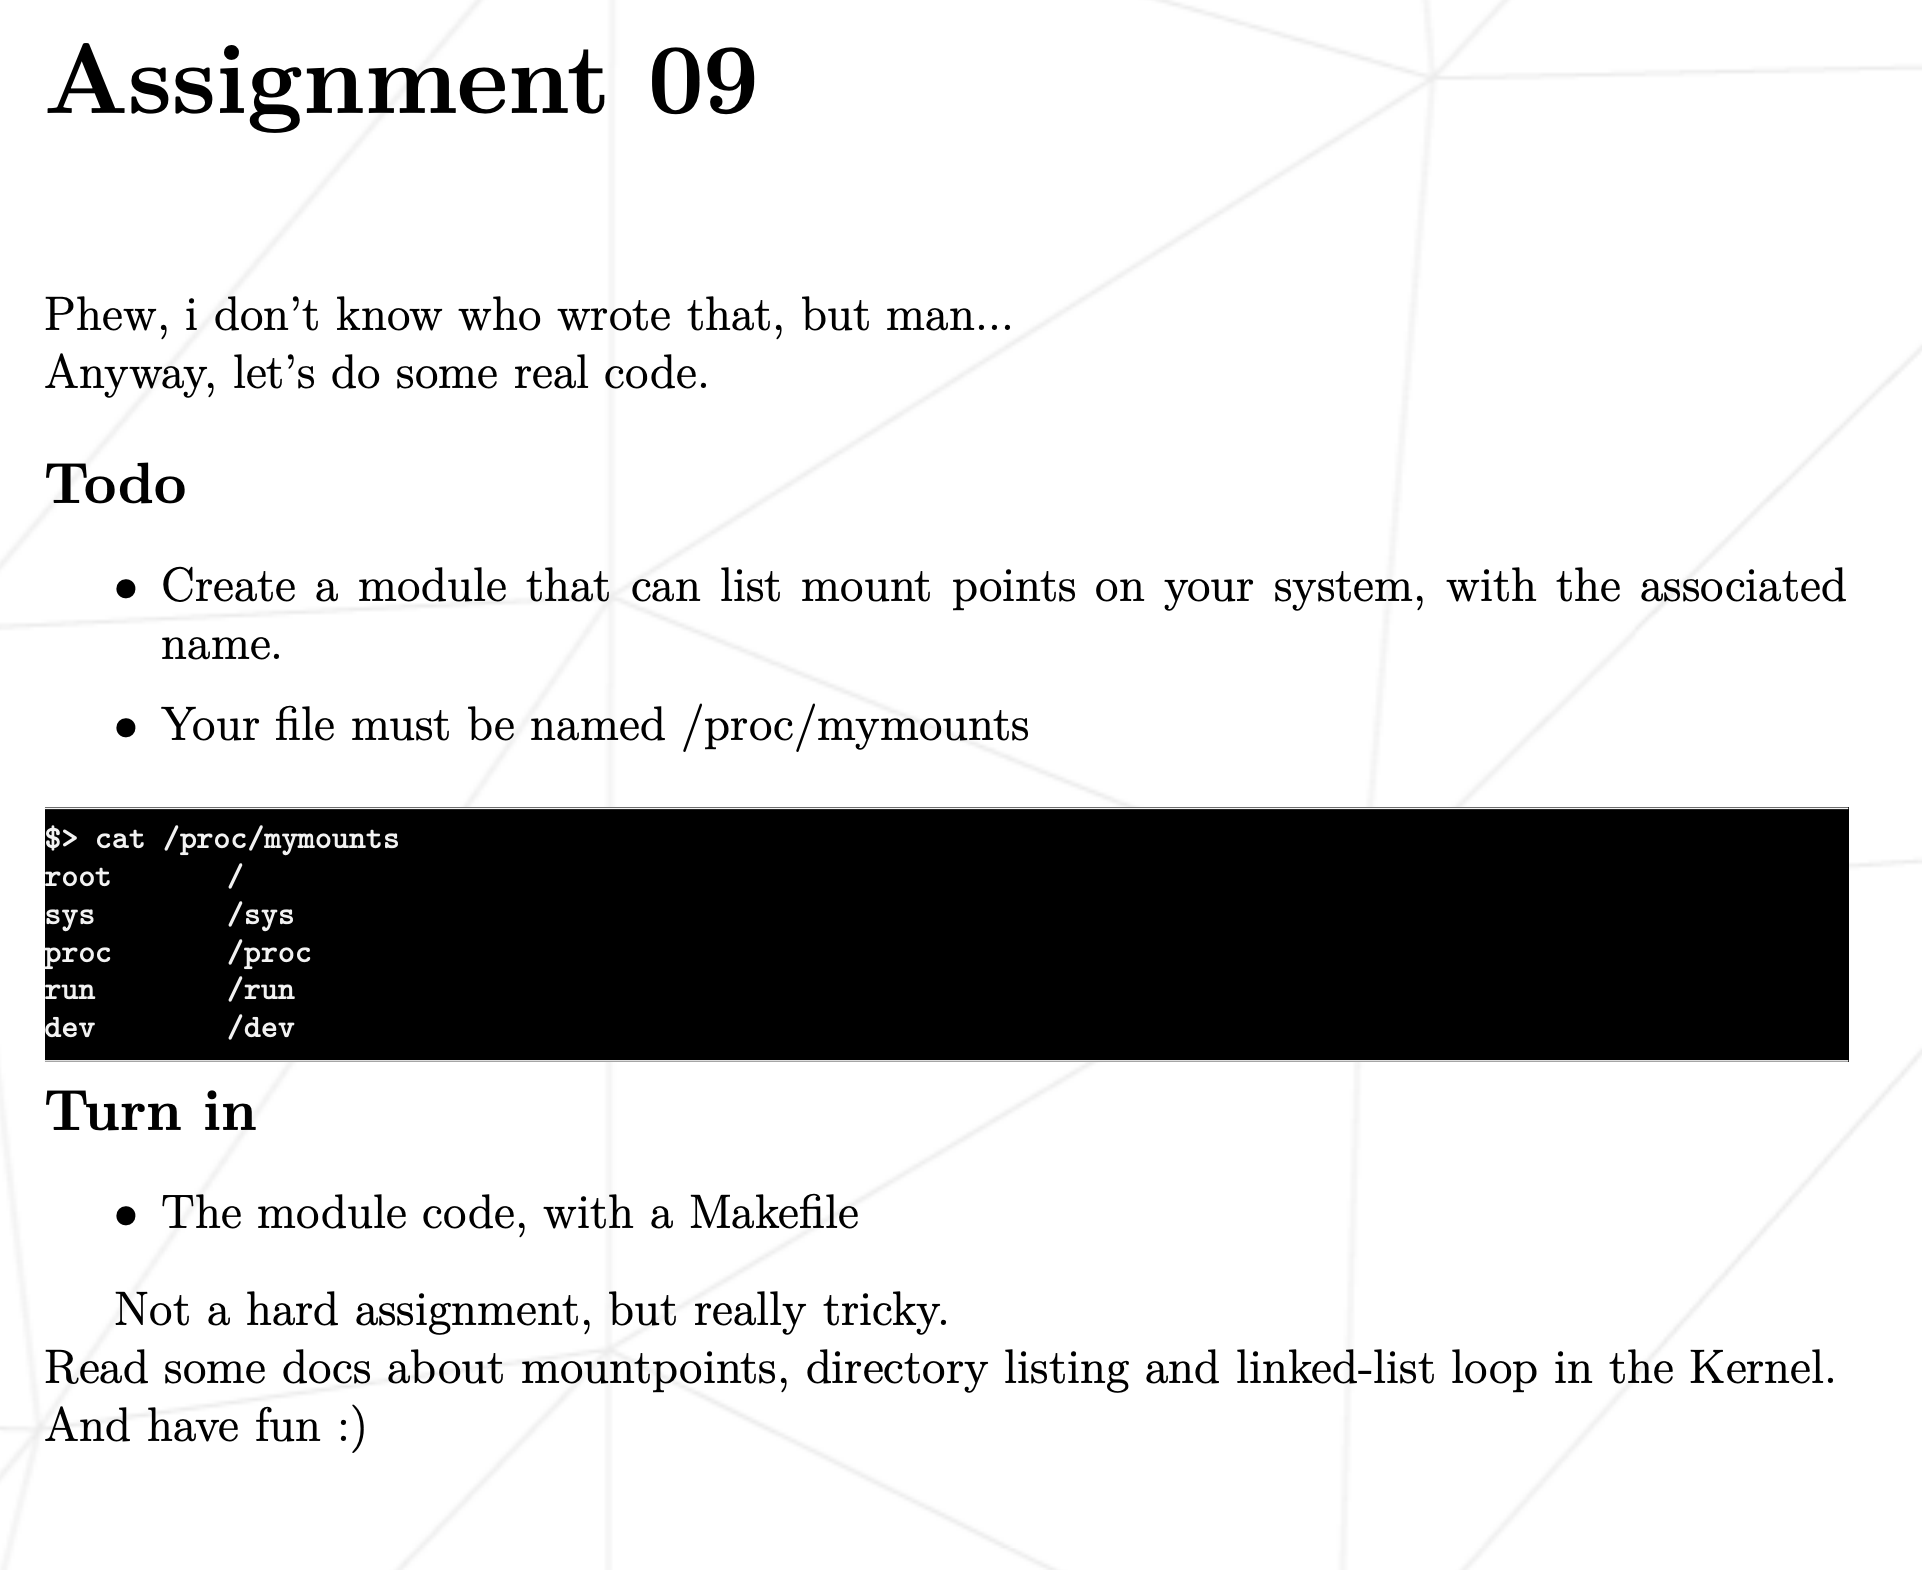 Assignment 09
Phew, i don't know who wrote that, but man...
Anyway, let's do some real code.
Todo
• Create a module that can list mount points on your system, with the associated
name.
• Your file must be named /proc/mymounts
$> cat /proc/mymounts
root       /
sys        /sys
proc       /proc
run        /run
dev        /dev
Turn in
• The module code, with a Makefile
Not a hard assignment, but really tricky.
Read some docs about mountpoints, directory listing and linked-list loop in the Kernel.
And have fun :)